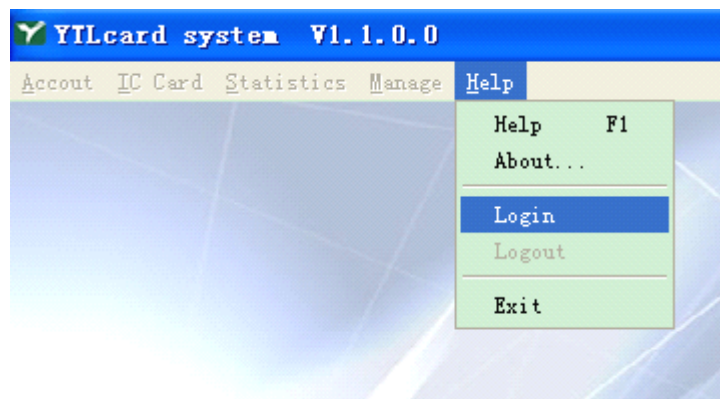 YTLcard system V1.1.0.0
Accout IC Card Statistics Manage Help
Help F1
About...
Login
Logout
Exit